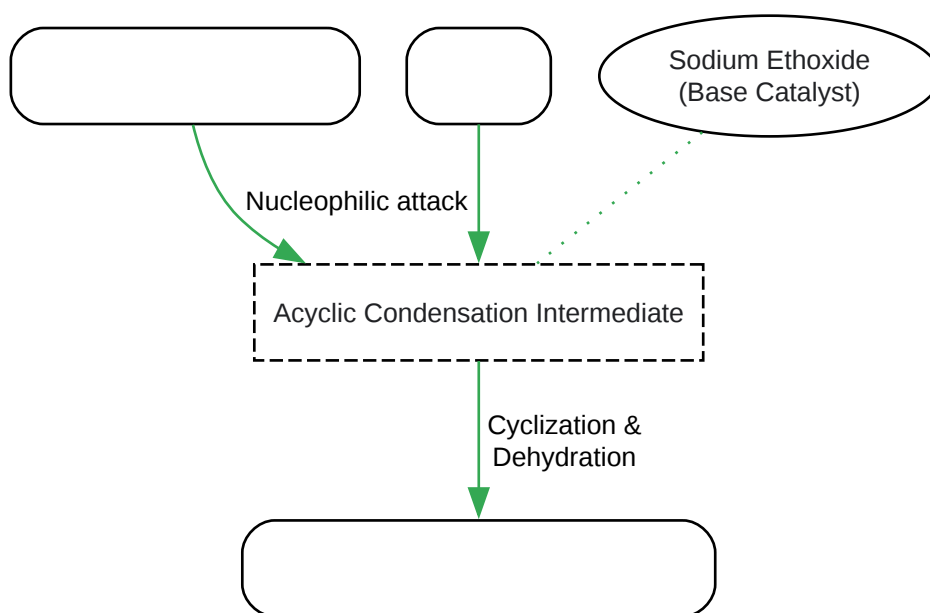 Sodium Ethoxide
(Base Catalyst)
Nucleophilic attack
Acyclic Condensation Intermediate
Cyclization &
Dehydration